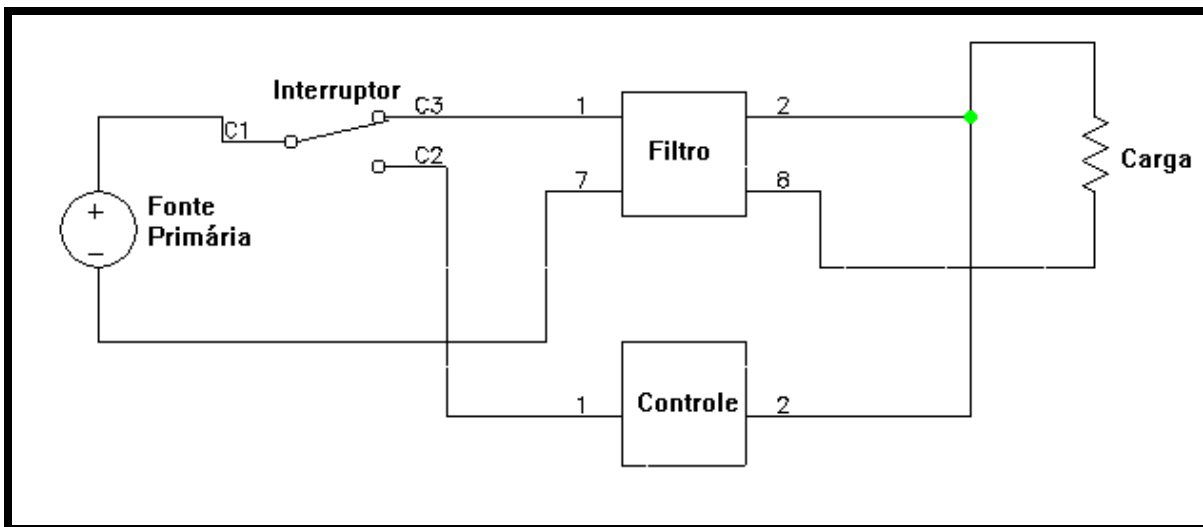 Interruptor
C1
C3
C2
1
2
7
8
Filtro
Carga
+
Fonte
Primária
−
1
Controle
2